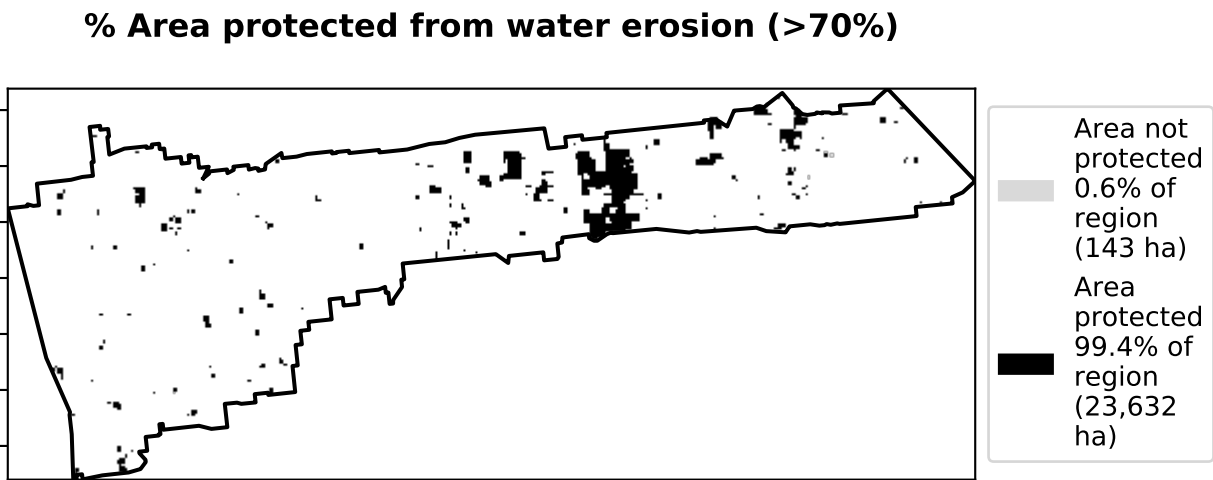 % Area protected from water erosion (>70%)
Area not
protected
0.6% of
region
(143 ha)
Area
protected
99.4% of
region
(23,632
ha)